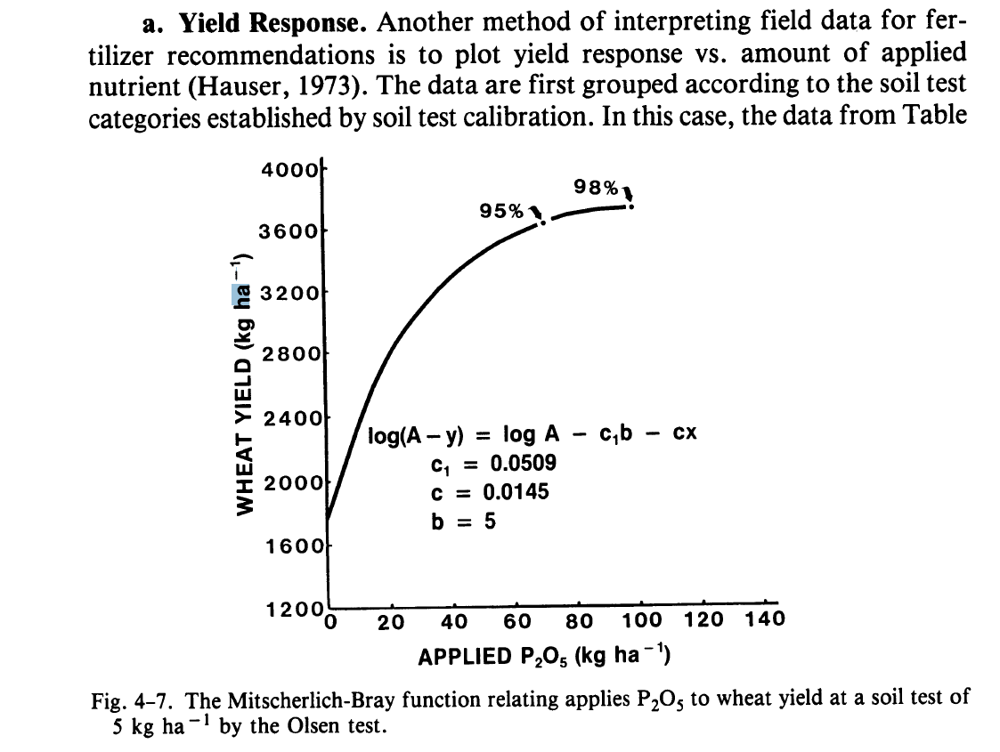 a. Yield Response. Another method of interpreting field data for fer-
tilizer recommendations is to plot yield response vs. amount of applied
nutrient (Hauser, 1973). The data are first grouped according to the soil test
categories established by soil test calibration. In this case, the data from Table
4000
98%
95%
3600
3200
2800
2400
2000
1600
1200
WHEAT YIELD (kg ha⁻¹)
log(A – y) = log A – c₁b – cx
c₁ = 0.0509
c = 0.0145
b = 5
0 20 40 60 80 100 120 140
APPLIED P₂O₅ (kg ha⁻¹)
Fig. 4–7. The Mitscherlich-Bray function relating applies P₂O₅ to wheat yield at a soil test of
5 kg ha⁻¹ by the Olsen test.